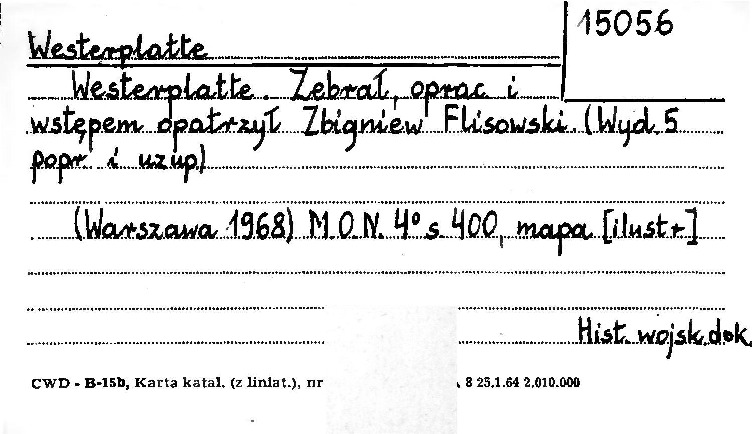 15056
Westerplatte
Westerplatte. Zebrał, oprac i
wstępem opatrzył Zbigniew Flisowski. (Wyd. 5
popr. i uzup)
(Warszawa 1968) M.O.N. 4° s. 400, mapa [ilustr]
Hist. wojsk. dok.
CWD - B-15b, Karta katal. (z liniat.), nr 8 25.1.64 2.010.000